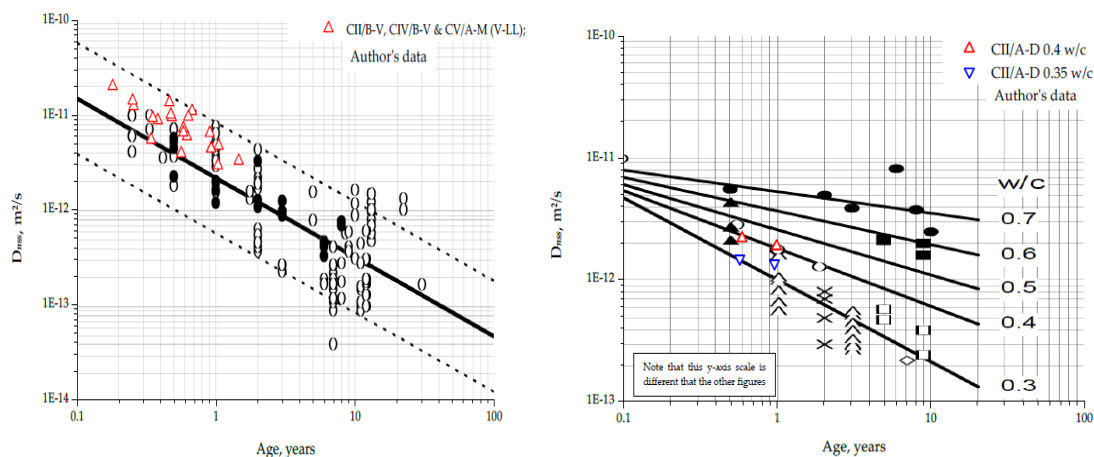 1E-10
CII/B-V, CIV/B-V & CV/A-M (V-LL);
Author's data
1E-11
1E-12
1E-13
1E-14
Dnss, m²/s
0.1
1
10
100
Age, years
1E-10
CII/A-D 0.4 w/c
CII/A-D 0.35 w/c
Author's data
1E-11
1E-12
1E-13
Dnss, m²/s
w/c
0.7
0.6
0.5
0.4
0.3
Note that this y-axis scale is
different that the other figures
0.1
1
10
100
Age, years